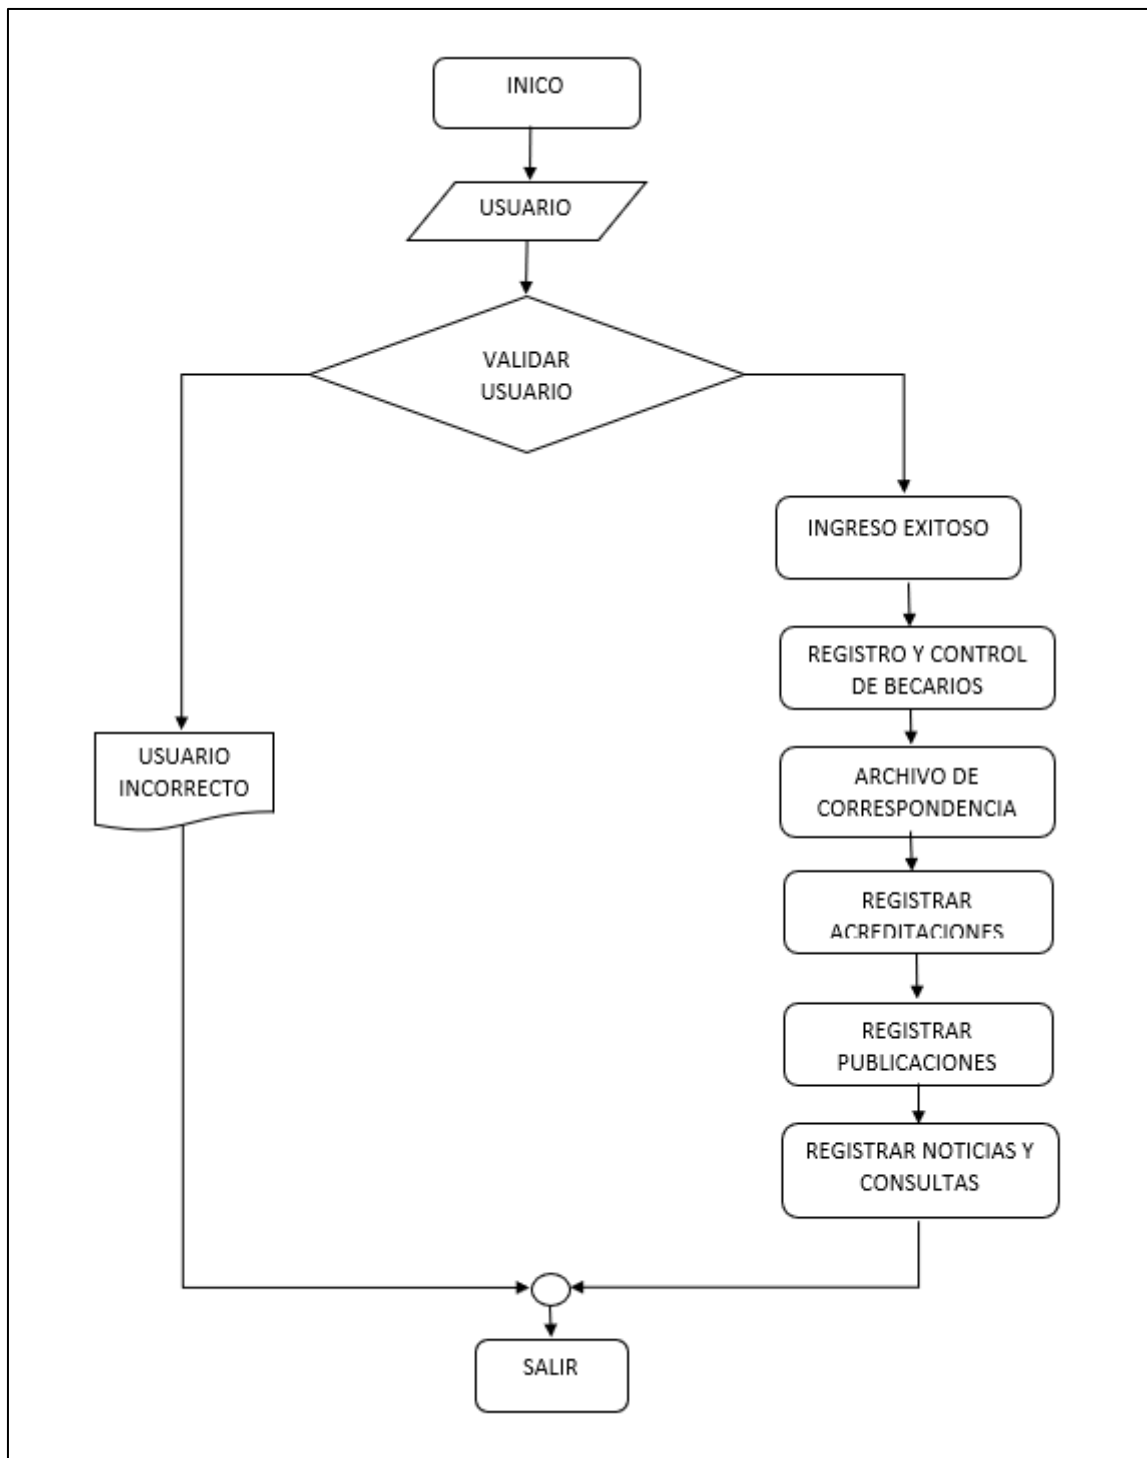 INICO
USUARIO
VALIDAR
USUARIO
INGRESO EXITOSO
REGISTRO Y CONTROL
DE BECARIOS
USUARIO
INCORRECTO
ARCHIVO DE
CORRESPONDENCIA
REGISTRAR
ACREDITACIONES
REGISTRAR
PUBLICACIONES
REGISTRAR NOTICIAS Y
CONSULTAS
SALIR